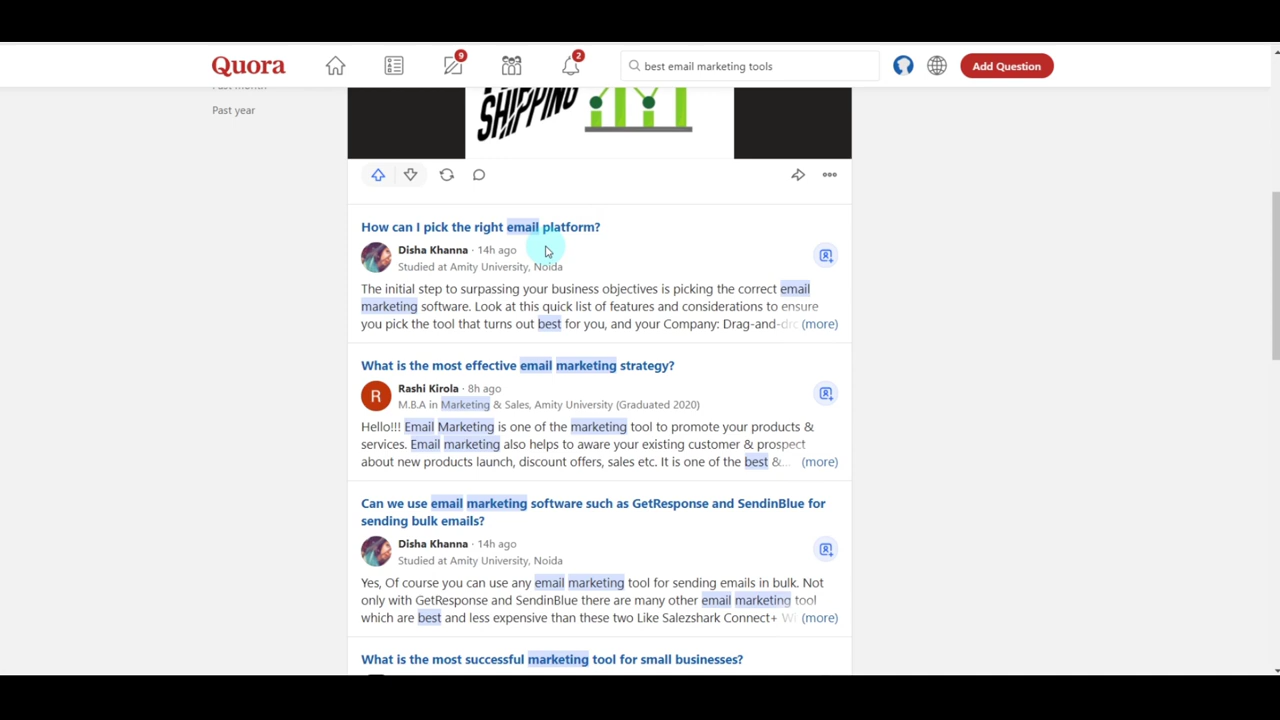 Quora
9
2
best email marketing tools
Add Question
Past month
Past year
SHIPPING
How can I pick the right email platform?
Disha Khanna · 14h ago
Studied at Amity University, Noida
The initial step to surpassing your business objectives is picking the correct email
marketing software. Look at this quick list of features and considerations to ensure
you pick the tool that turns out best for you, and your Company: Drag-and-dro (more)
What is the most effective email marketing strategy?
R
Rashi Kirola · 8h ago
M.B.A in Marketing & Sales, Amity University (Graduated 2020)
Hello!!! Email Marketing is one of the marketing tool to promote your products &
services. Email marketing also helps to aware your existing customer & prospect
about new products launch, discount offers, sales etc. It is one of the best &... (more)
Can we use email marketing software such as GetResponse and SendinBlue for
sending bulk emails?
Disha Khanna · 14h ago
Studied at Amity University, Noida
Yes, Of course you can use any email marketing tool for sending emails in bulk. Not
only with GetResponse and SendinBlue there are many other email marketing tool
which are best and less expensive than these two Like Salezshark Connect+ Wi (more)
What is the most successful marketing tool for small businesses?